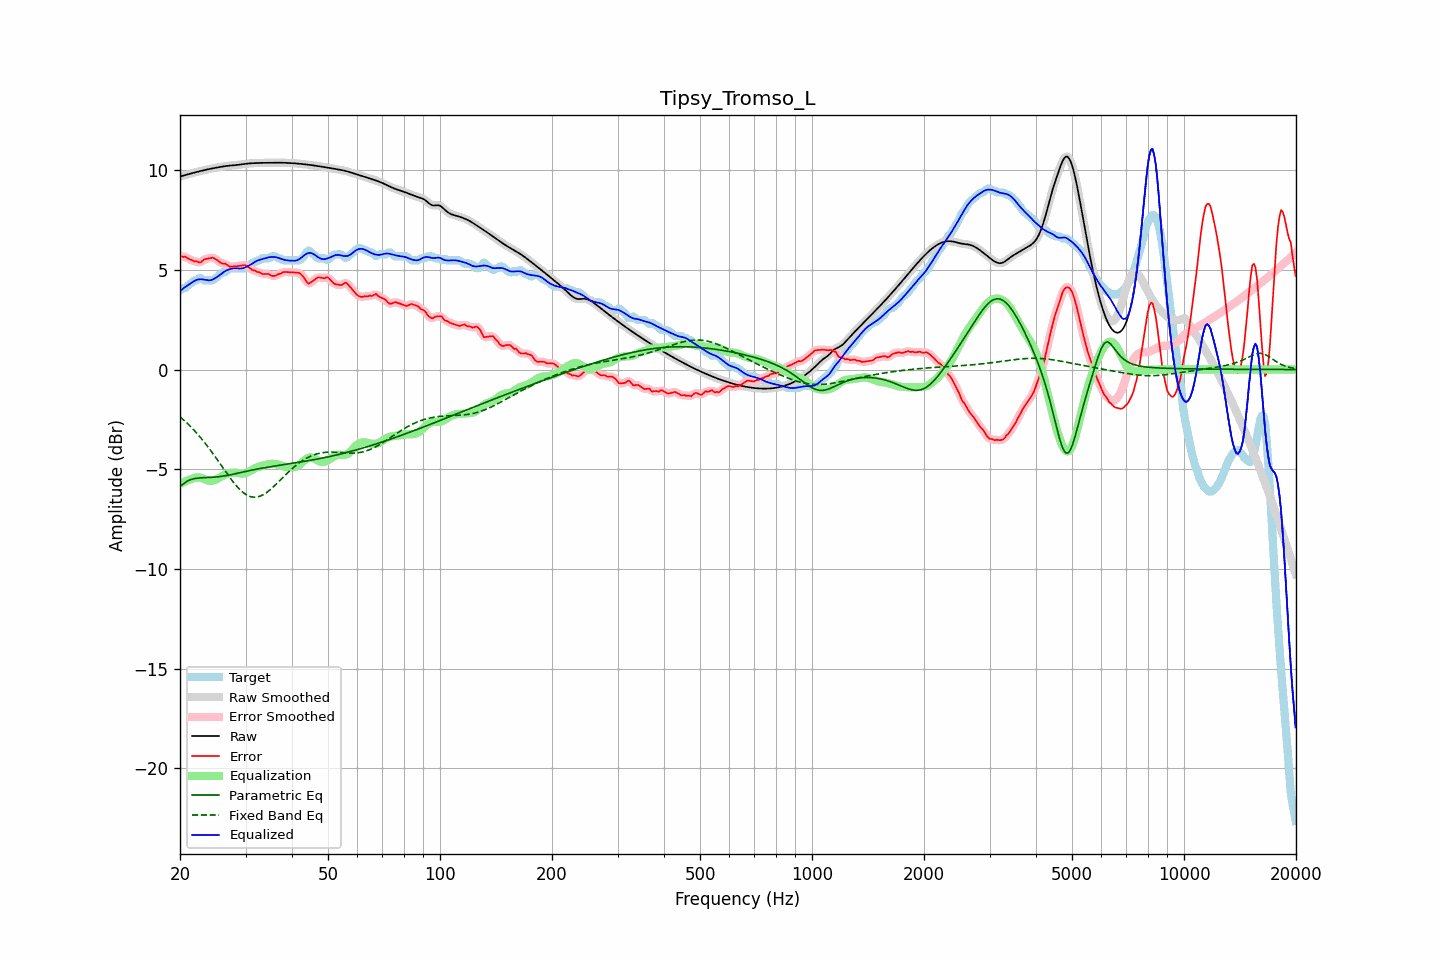 Tipsy_Tromso_L
Amplitude (dBr)
10
5
0
−5
−10
−15
−20
Target
Raw Smoothed
Error Smoothed
Raw
Error
Equalization
Parametric Eq
Fixed Band Eq
Equalized
20 50 100 200 500 1000 2000 5000 10000 20000
Frequency (Hz)